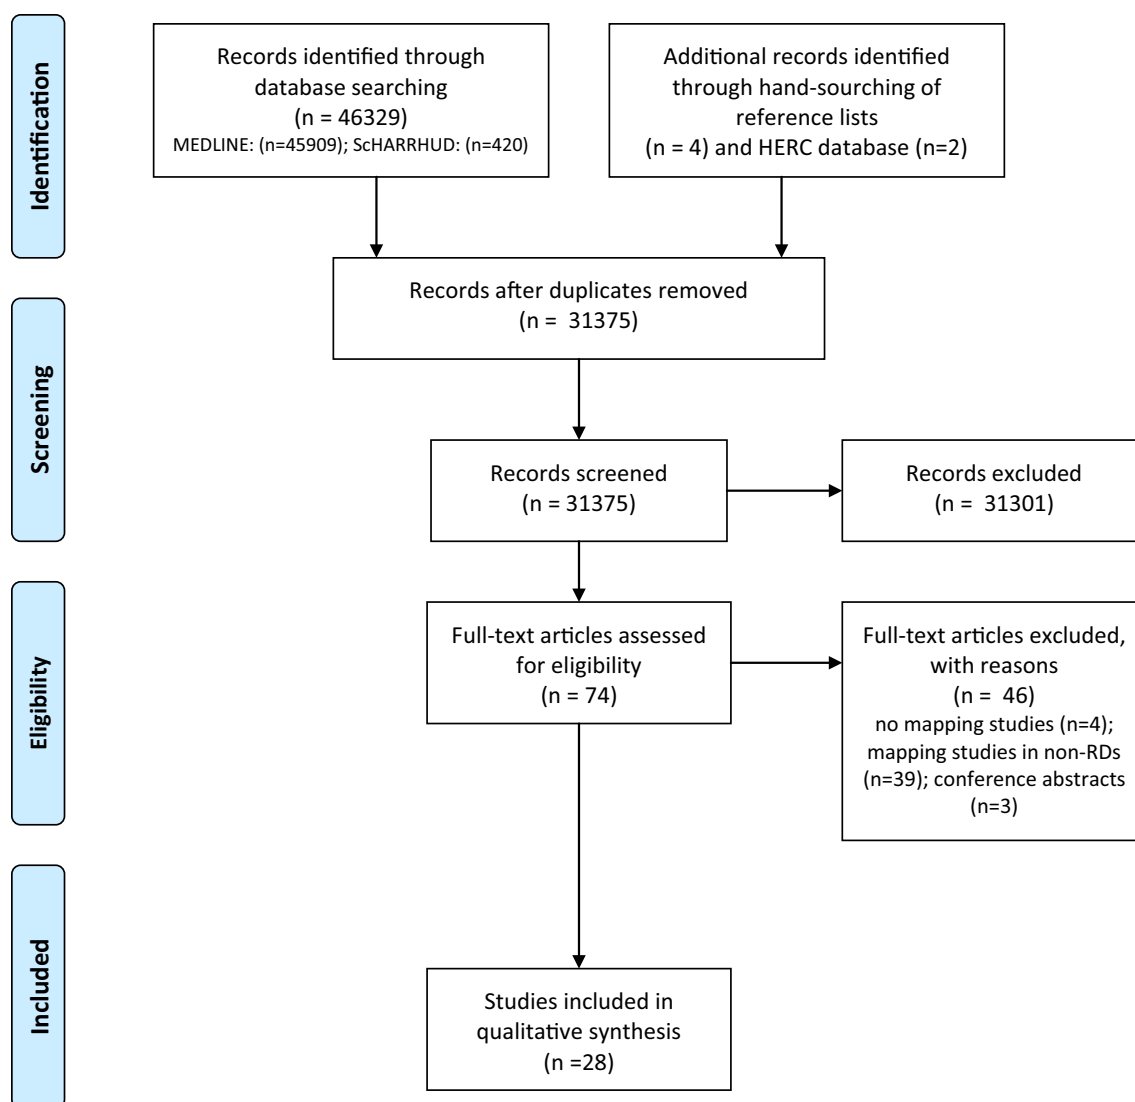 Identification
Records identified through
database searching
(n = 46329)
MEDLINE: (n=45909); ScHARRHUD: (n=420)
Additional records identified
through hand-sourching of
reference lists
(n = 4) and HERC database (n=2)
Records after duplicates removed
(n =  31375)
Screening
Records screened
(n = 31375)
Records excluded
(n =  31301)
Eligibility
Full-text articles assessed
for eligibility
(n = 74)
Full-text articles excluded,
with reasons
(n =  46)
no mapping studies (n=4);
mapping studies in non-RDs
(n=39); conference abstracts
(n=3)
Included
Studies included in
qualitative synthesis
(n =28)